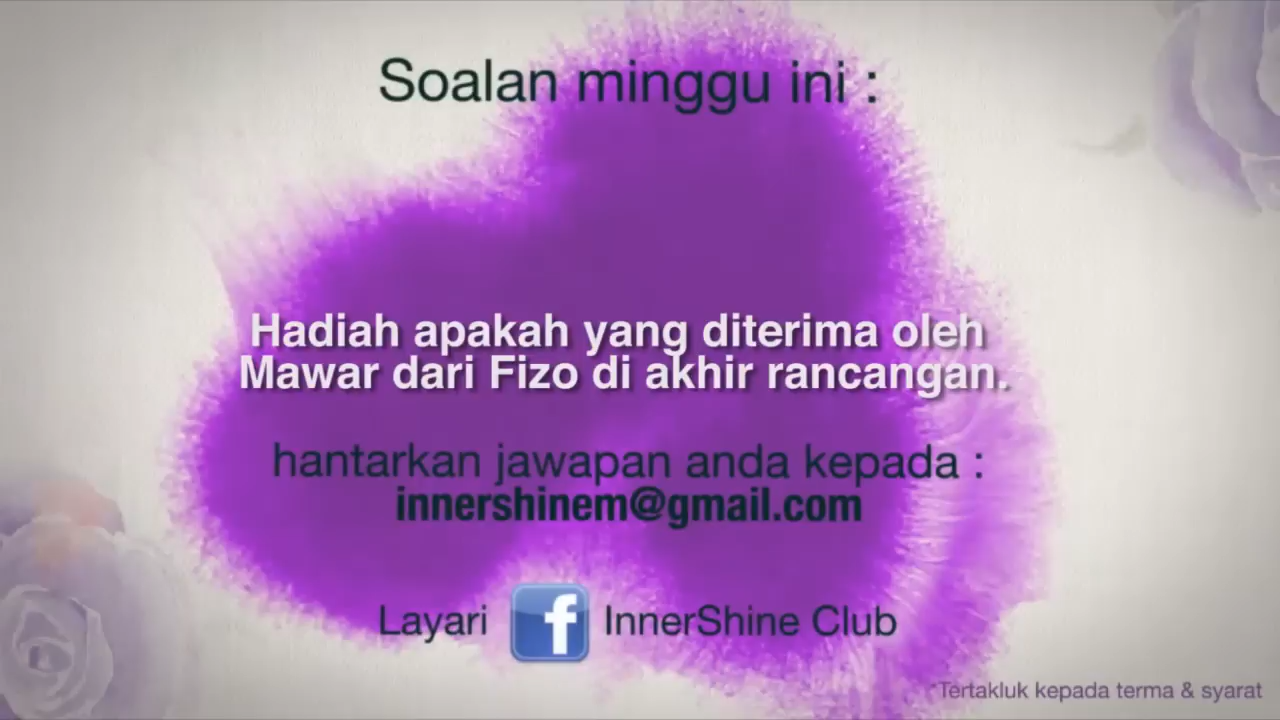 Soalan minggu ini :
Hadiah apakah yang diterima oleh
Mawar dari Fizo di akhir rancangan.
hantarkan jawapan anda kepada :
innershinem@gmail.com
Layari f InnerShine Club
Tertakluk kepada terma & syarat